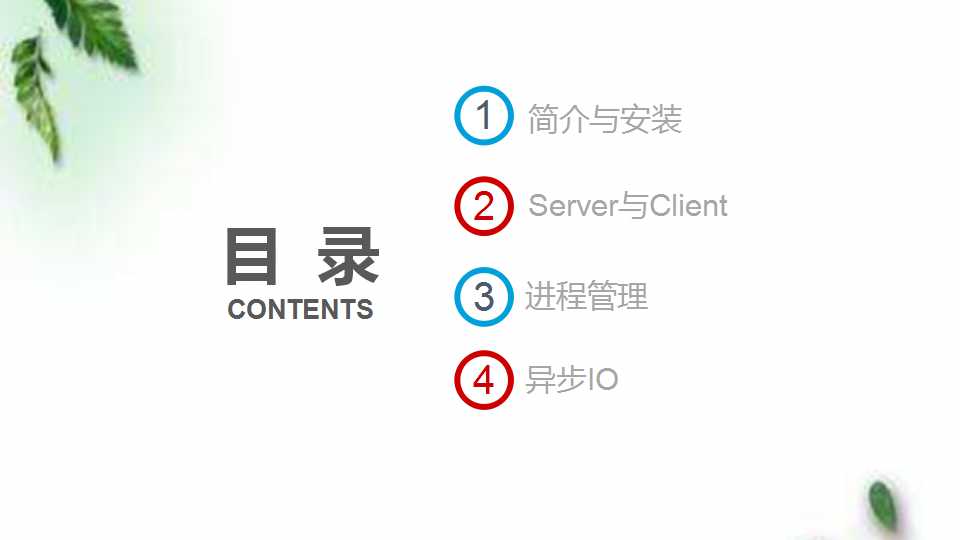 目 录
CONTENTS
1 简介与安装
2 Server与Client
3 进程管理
4 异步IO